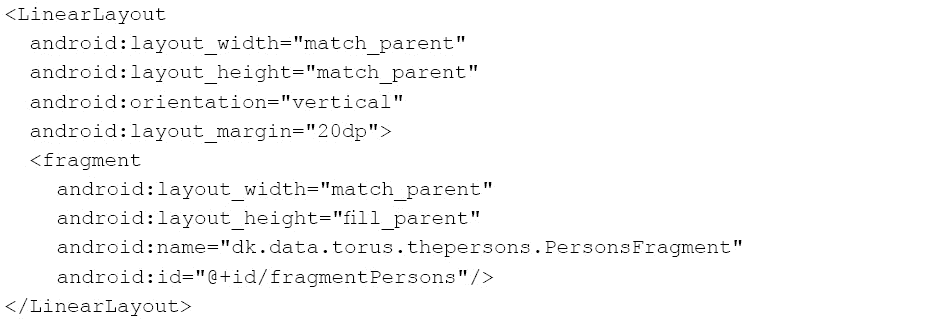 <LinearLayout
android:layout_width="match_parent"
android:layout_height="match_parent"
android:orientation="vertical"
android:layout_margin="20dp">
<fragment
android:layout_width="match_parent"
android:layout_height="fill_parent"
android:name="dk.data.torus.thepersons.PersonsFragment"
android:id="@+id/fragmentPersons"/>
</LinearLayout>